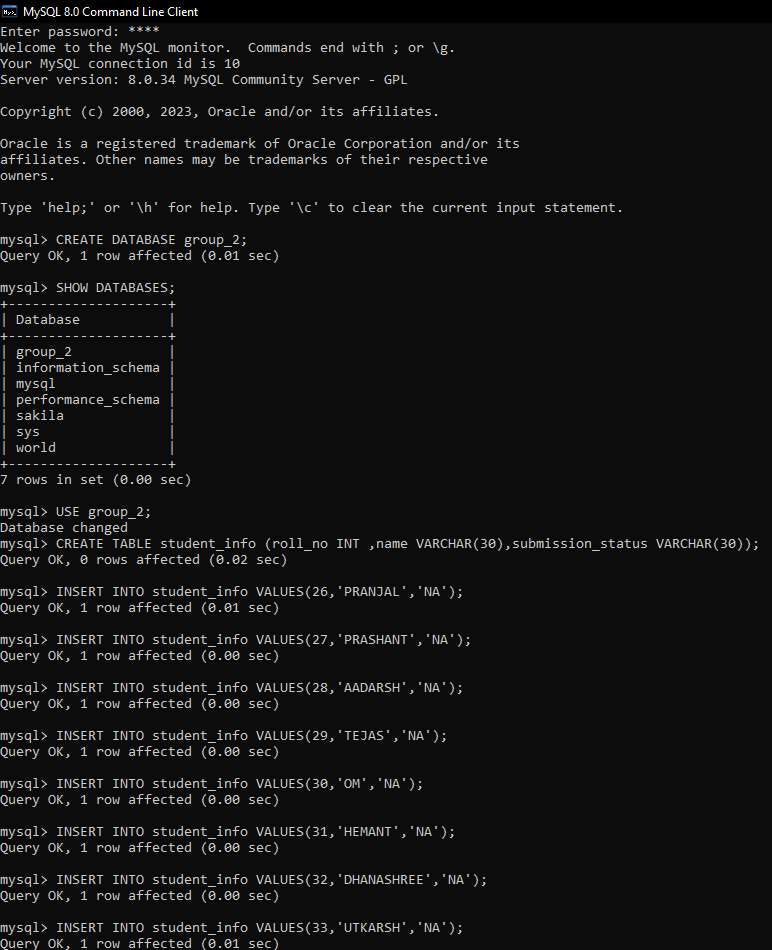 MySQL 8.0 Command Line Client
Enter password: ****
Welcome to the MySQL monitor.  Commands end with ; or \g.
Your MySQL connection id is 10
Server version: 8.0.34 MySQL Community Server - GPL

Copyright (c) 2000, 2023, Oracle and/or its affiliates.

Oracle is a registered trademark of Oracle Corporation and/or its
affiliates. Other names may be trademarks of their respective
owners.

Type 'help;' or '\h' for help. Type '\c' to clear the current input statement.

mysql> CREATE DATABASE group_2;
Query OK, 1 row affected (0.01 sec)

mysql> SHOW DATABASES;
+--------------------+
| Database           |
+--------------------+
| group_2            |
| information_schema |
| mysql              |
| performance_schema |
| sakila             |
| sys                |
| world              |
+--------------------+
7 rows in set (0.00 sec)

mysql> USE group_2;
Database changed
mysql> CREATE TABLE student_info (roll_no INT ,name VARCHAR(30),submission_status VARCHAR(30));
Query OK, 0 rows affected (0.02 sec)

mysql> INSERT INTO student_info VALUES(26,'PRANJAL','NA');
Query OK, 1 row affected (0.01 sec)

mysql> INSERT INTO student_info VALUES(27,'PRASHANT','NA');
Query OK, 1 row affected (0.00 sec)

mysql> INSERT INTO student_info VALUES(28,'AADARSH','NA');
Query OK, 1 row affected (0.00 sec)

mysql> INSERT INTO student_info VALUES(29,'TEJAS','NA');
Query OK, 1 row affected (0.00 sec)

mysql> INSERT INTO student_info VALUES(30,'OM','NA');
Query OK, 1 row affected (0.00 sec)

mysql> INSERT INTO student_info VALUES(31,'HEMANT','NA');
Query OK, 1 row affected (0.00 sec)

mysql> INSERT INTO student_info VALUES(32,'DHANASHREE','NA');
Query OK, 1 row affected (0.00 sec)

mysql> INSERT INTO student_info VALUES(33,'UTKARSH','NA');
Query OK, 1 row affected (0.01 sec)